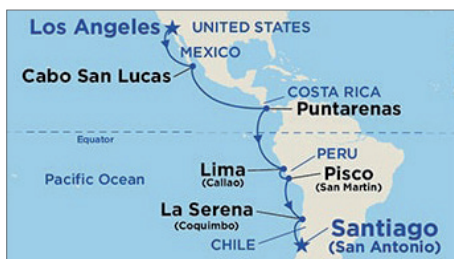 Los Angeles
UNITED STATES
MEXICO
Cabo San Lucas
COSTA RICA
Puntarenas
Equator
Pacific Ocean
Lima
(Callao)
PERU
Pisco
(San Martin)
La Serena
(Coquimbo)
CHILE
Santiago
(San Antonio)